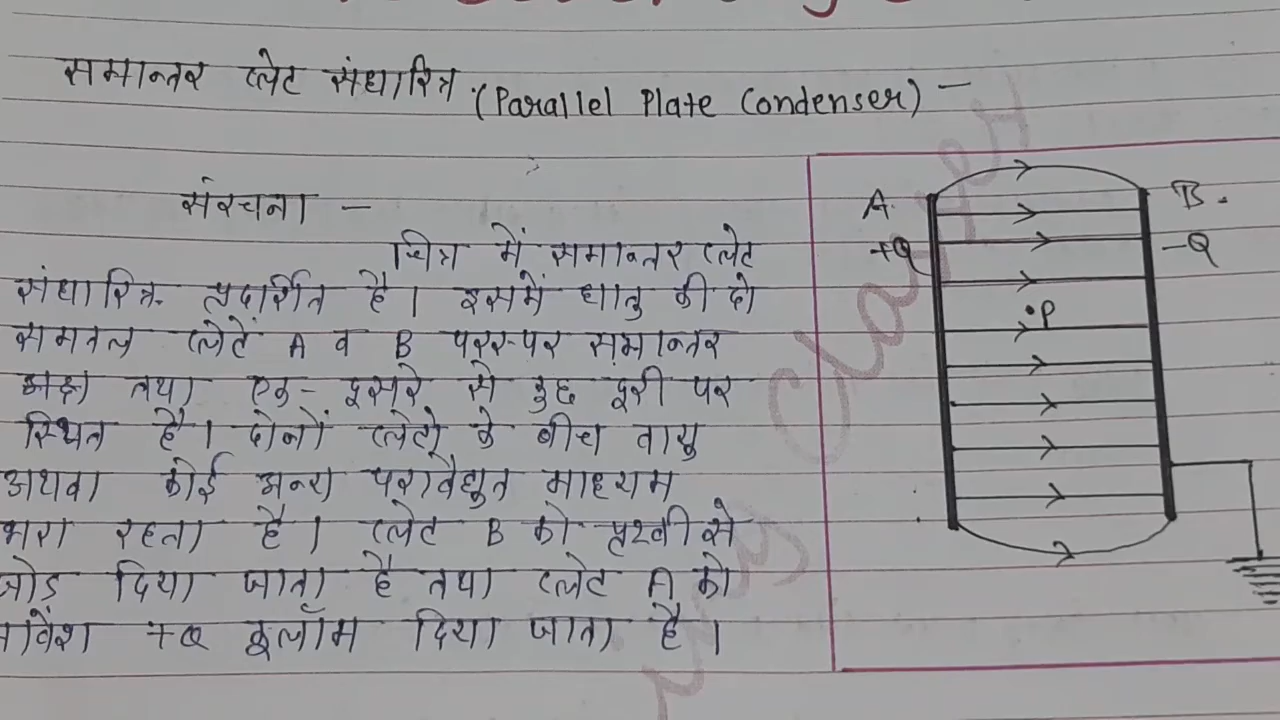 समान्तर प्लेट संधारित्र (Parallel Plate Condenser) –
संरचना –
चित्र में समान्तर प्लेट
संधारित्र प्रदर्शित है। इसमें धातु की दो
समतल प्लेटें A व B परस्पर समान्तर
तथा एक-दूसरे से कुछ दूरी पर
स्थित है। दोनों प्लेटों के बीच वायु
अथवा कोई अन्य परावैद्युत माध्यम
भरा रहता है। प्लेट B को पृथ्वी से
जोड़ दिया जाता है तथा प्लेट A को
+Q कूलॉम दिया जाता है।
A.
B.
+Q
-Q
P